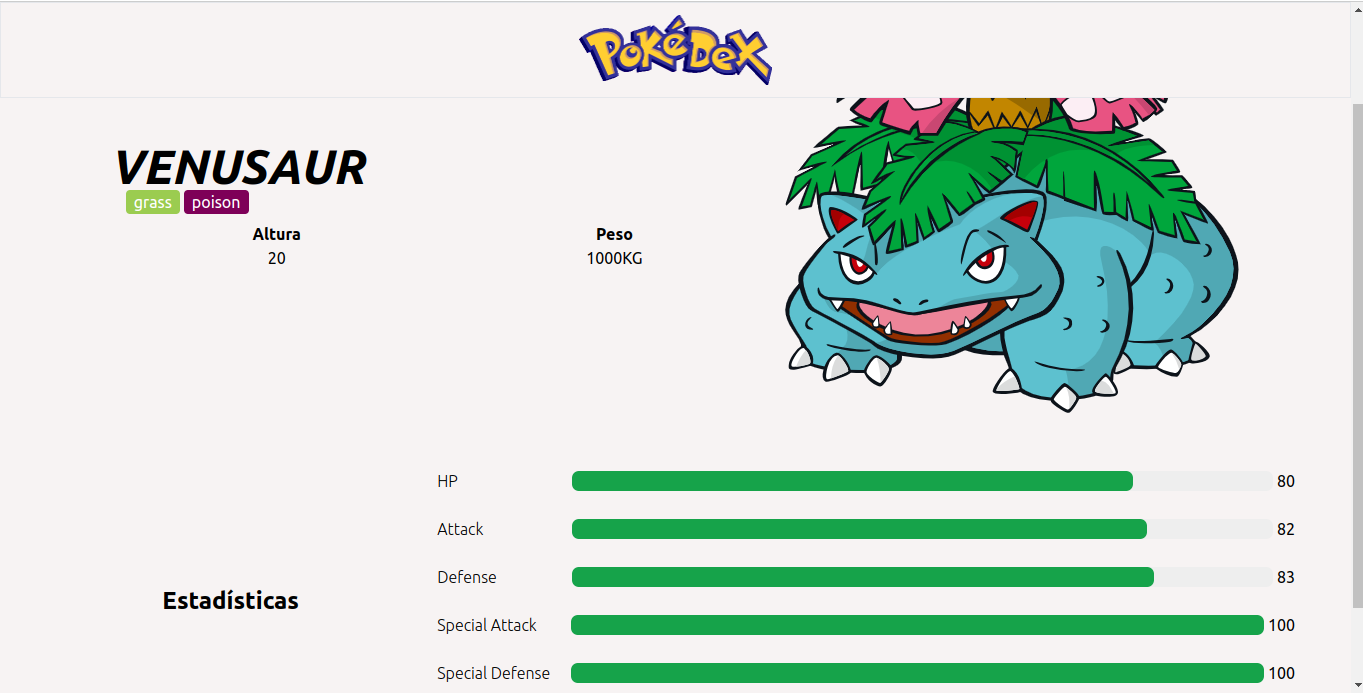 POKéDEX
VENUSAUR
grass poison
Altura Peso
20 1000KG
HP 80
Attack 82
Defense 83
Estadísticas
Special Attack 100
Special Defense 100